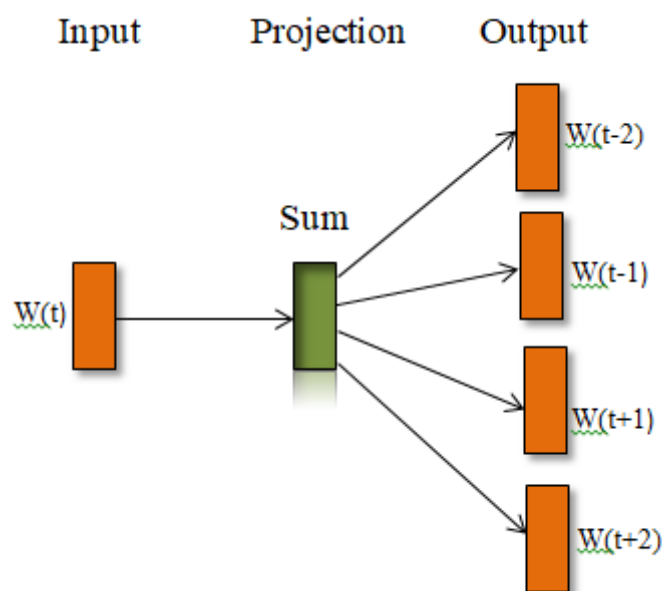 Input Projection Output
W(t-2)
Sum
W(t-1)
W(t)
W(t+1)
W(t+2)